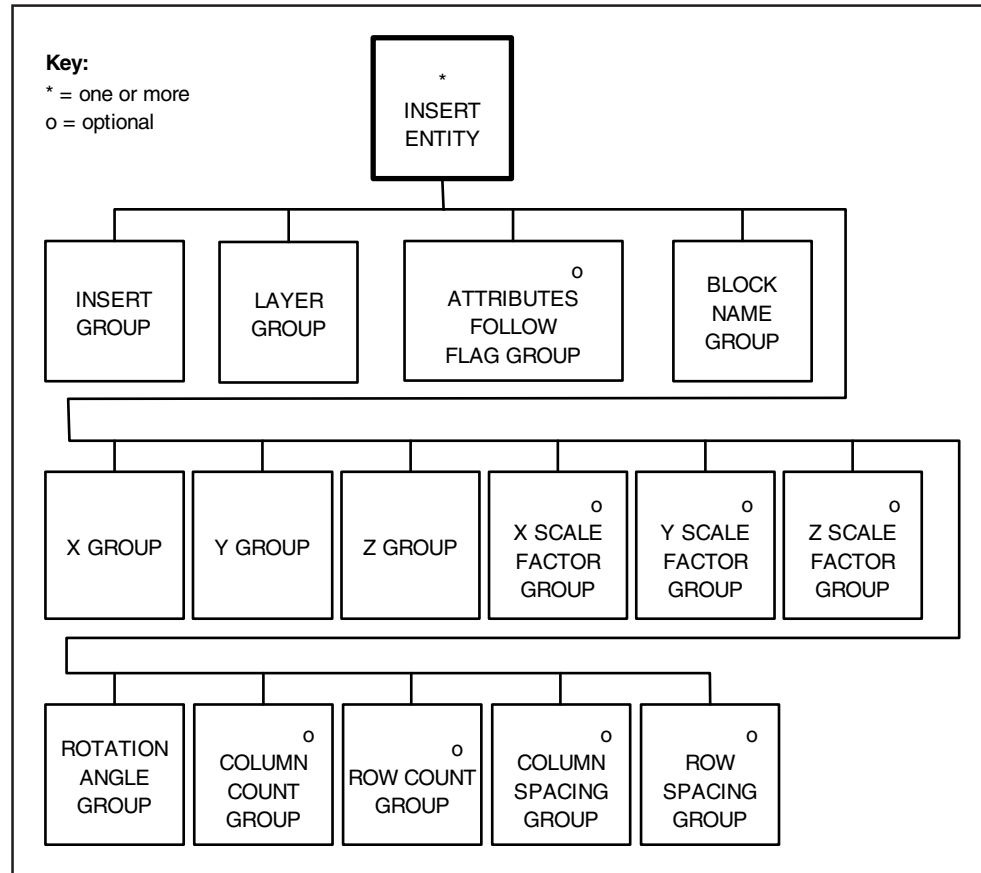 Key:
* = one or more
o = optional
*
INSERT
ENTITY
INSERT
GROUP
LAYER
GROUP
o
ATTRIBUTES
FOLLOW
FLAG GROUP
BLOCK
NAME
GROUP
X GROUP
Y GROUP
Z GROUP
o
X SCALE
FACTOR
GROUP
o
Y SCALE
FACTOR
GROUP
o
Z SCALE
FACTOR
GROUP
ROTATION
ANGLE
GROUP
o
COLUMN
COUNT
GROUP
o
ROW COUNT
GROUP
o
COLUMN
SPACING
GROUP
o
ROW
SPACING
GROUP